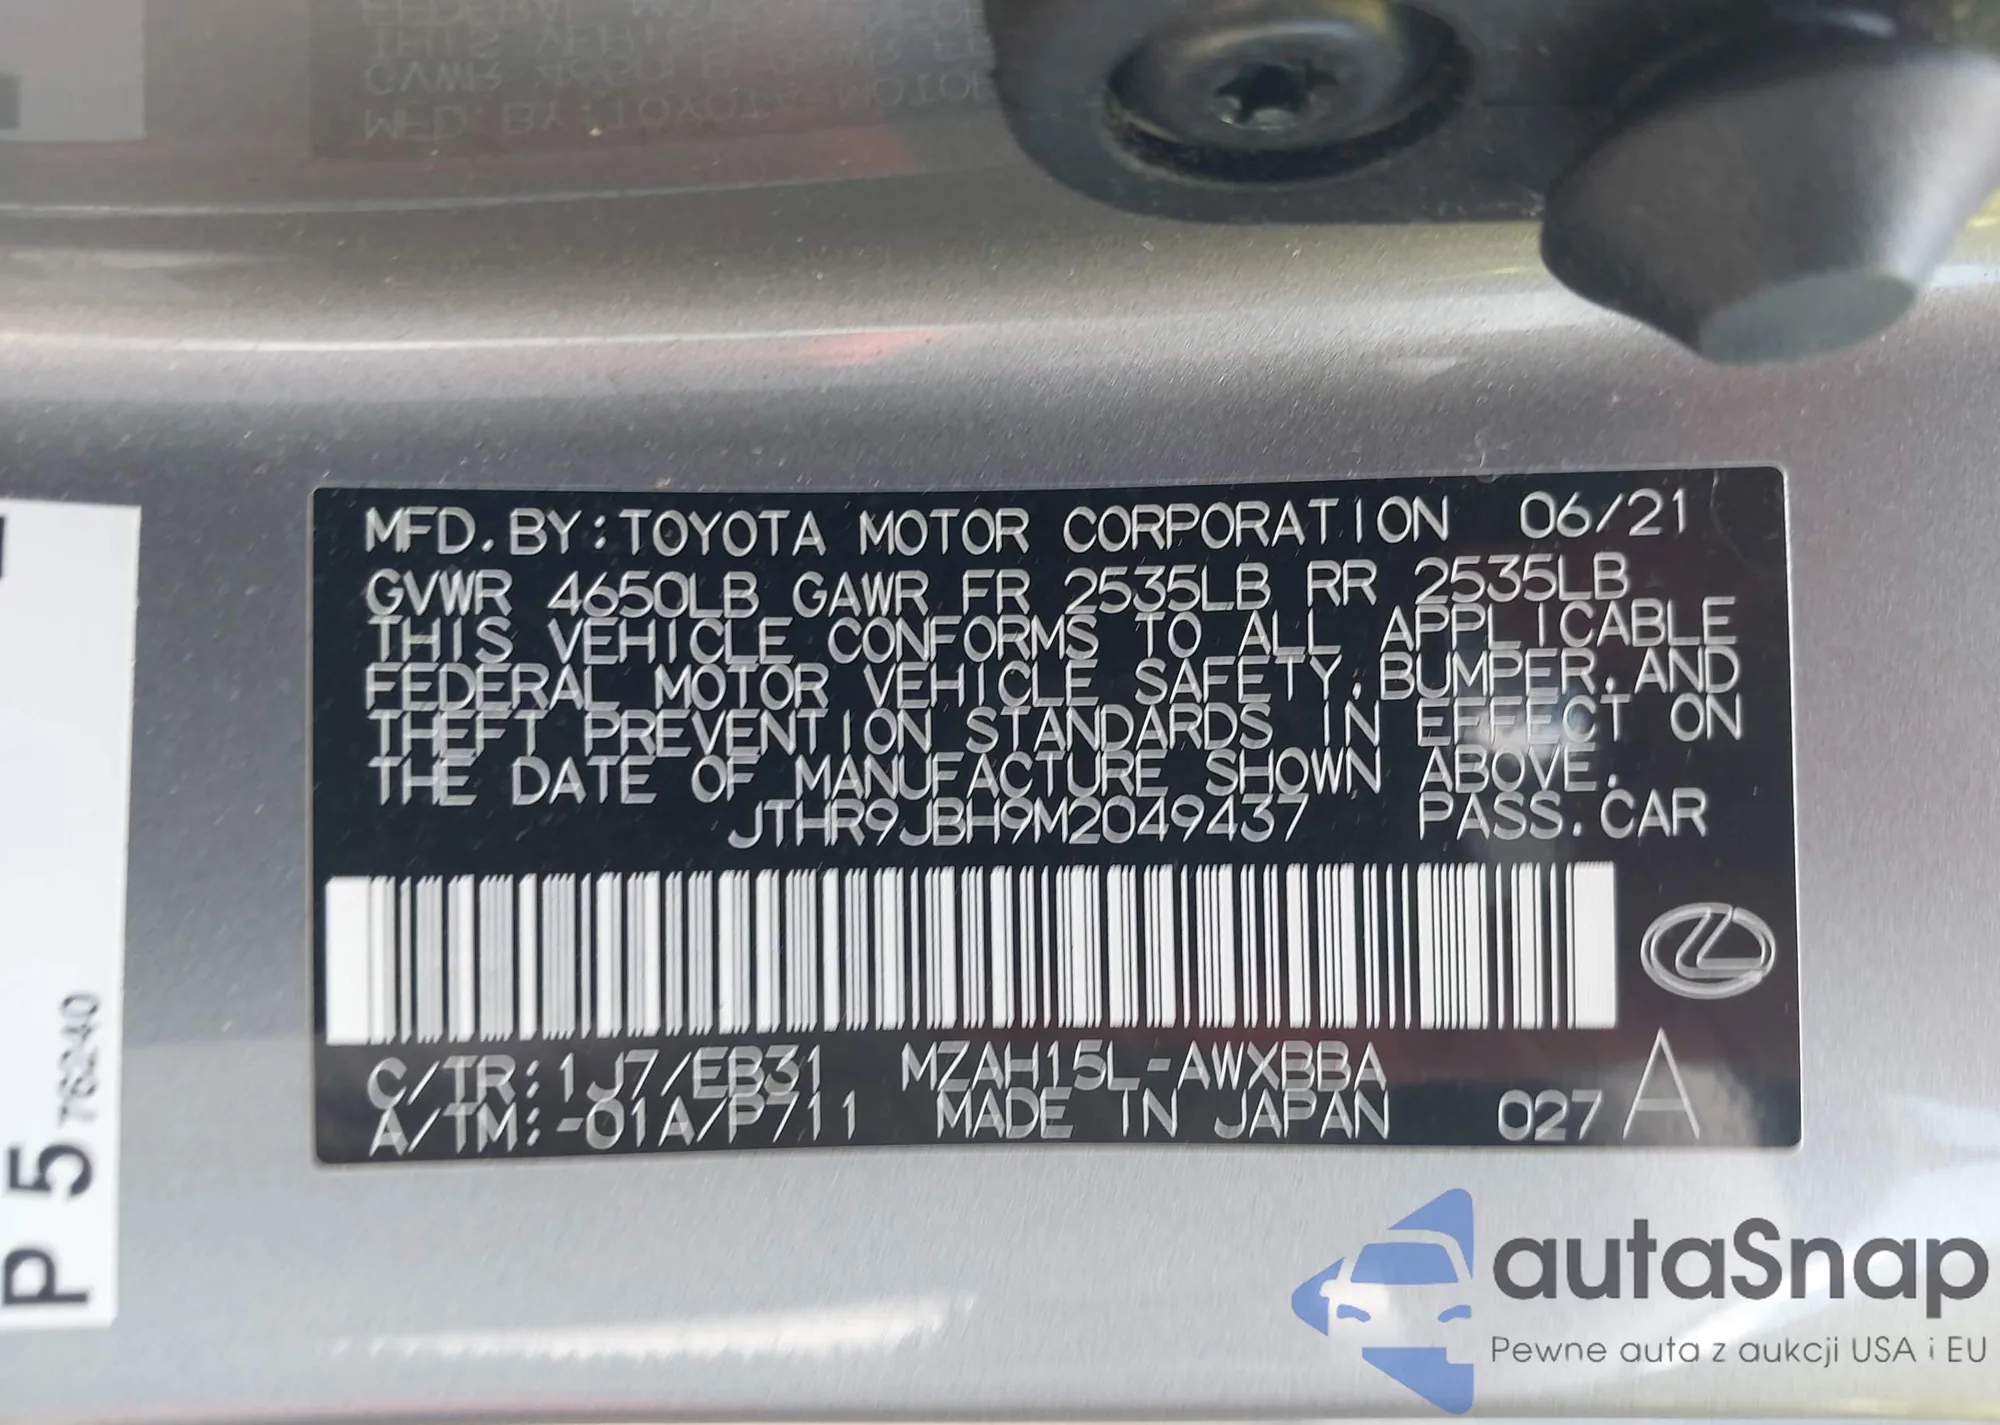 MFD. BY: TOYOTA MOTOR CORPORATION 06/21
GVWR 4650LB GAWR FR 2535LB RR 2535LB
THIS VEHICLE CONFORMS TO ALL APPLICABLE
FEDERAL MOTOR VEHICLE SAFETY, BUMPER, AND
THEFT PREVENTION STANDARDS IN EFFECT ON
THE DATE OF MANUFACTURE SHOWN ABOVE.
JTHR9JBH9M2049437 PASS. CAR
C/TR: 1J7/EB31 MZAH15L-AWXBBA
A/TM: -01A/P711 MADE IN JAPAN 027 A
P 5 76240
autaSnap
Pewne auta z aukcji USA i EU